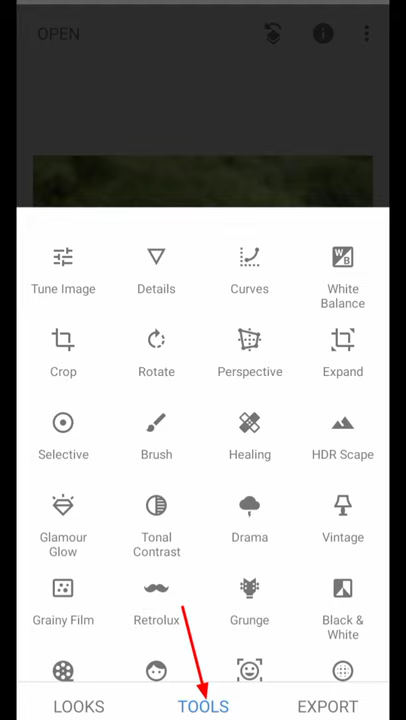 OPEN
Tune Image
Details
Curves
White
Balance
Crop
Rotate
Perspective
Expand
Selective
Brush
Healing
HDR Scape
Glamour
Glow
Tonal
Contrast
Drama
Vintage
Grainy Film
Retrolux
Grunge
Black &
White
LOOKS
TOOLS
EXPORT